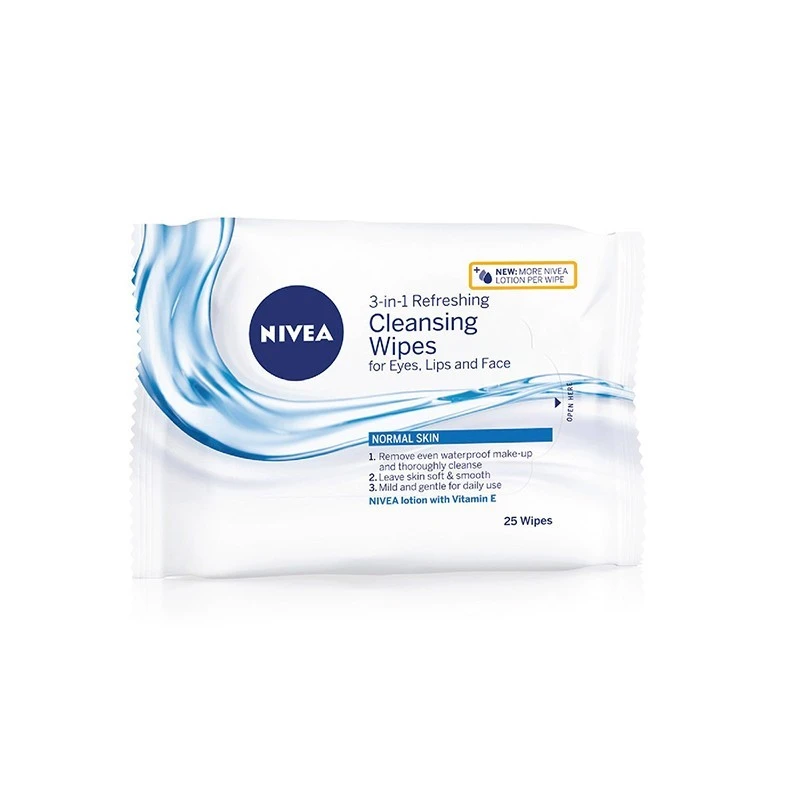 NEW: MORE NIVEA
LOTION PER WIPE
NIVEA
3-in-1 Refreshing
Cleansing
Wipes
for Eyes, Lips and Face
OPEN HERE
NORMAL SKIN
1. Remove even waterproof make-up
and thoroughly cleanse
2. Leave skin soft & smooth
3. Mild and gentle for daily use
NIVEA lotion with Vitamin E
25 Wipes